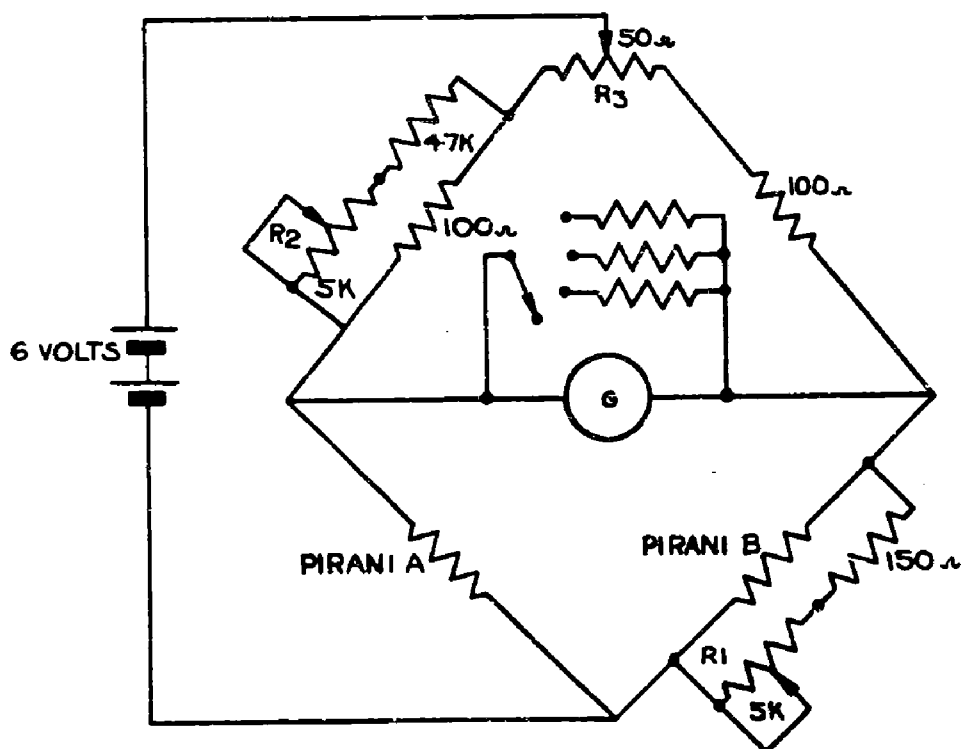 50Ω
R3
47K
100Ω
100Ω
R2
5K
6 VOLTS
G
PIRANI A
PIRANI B
150Ω
R1
5K